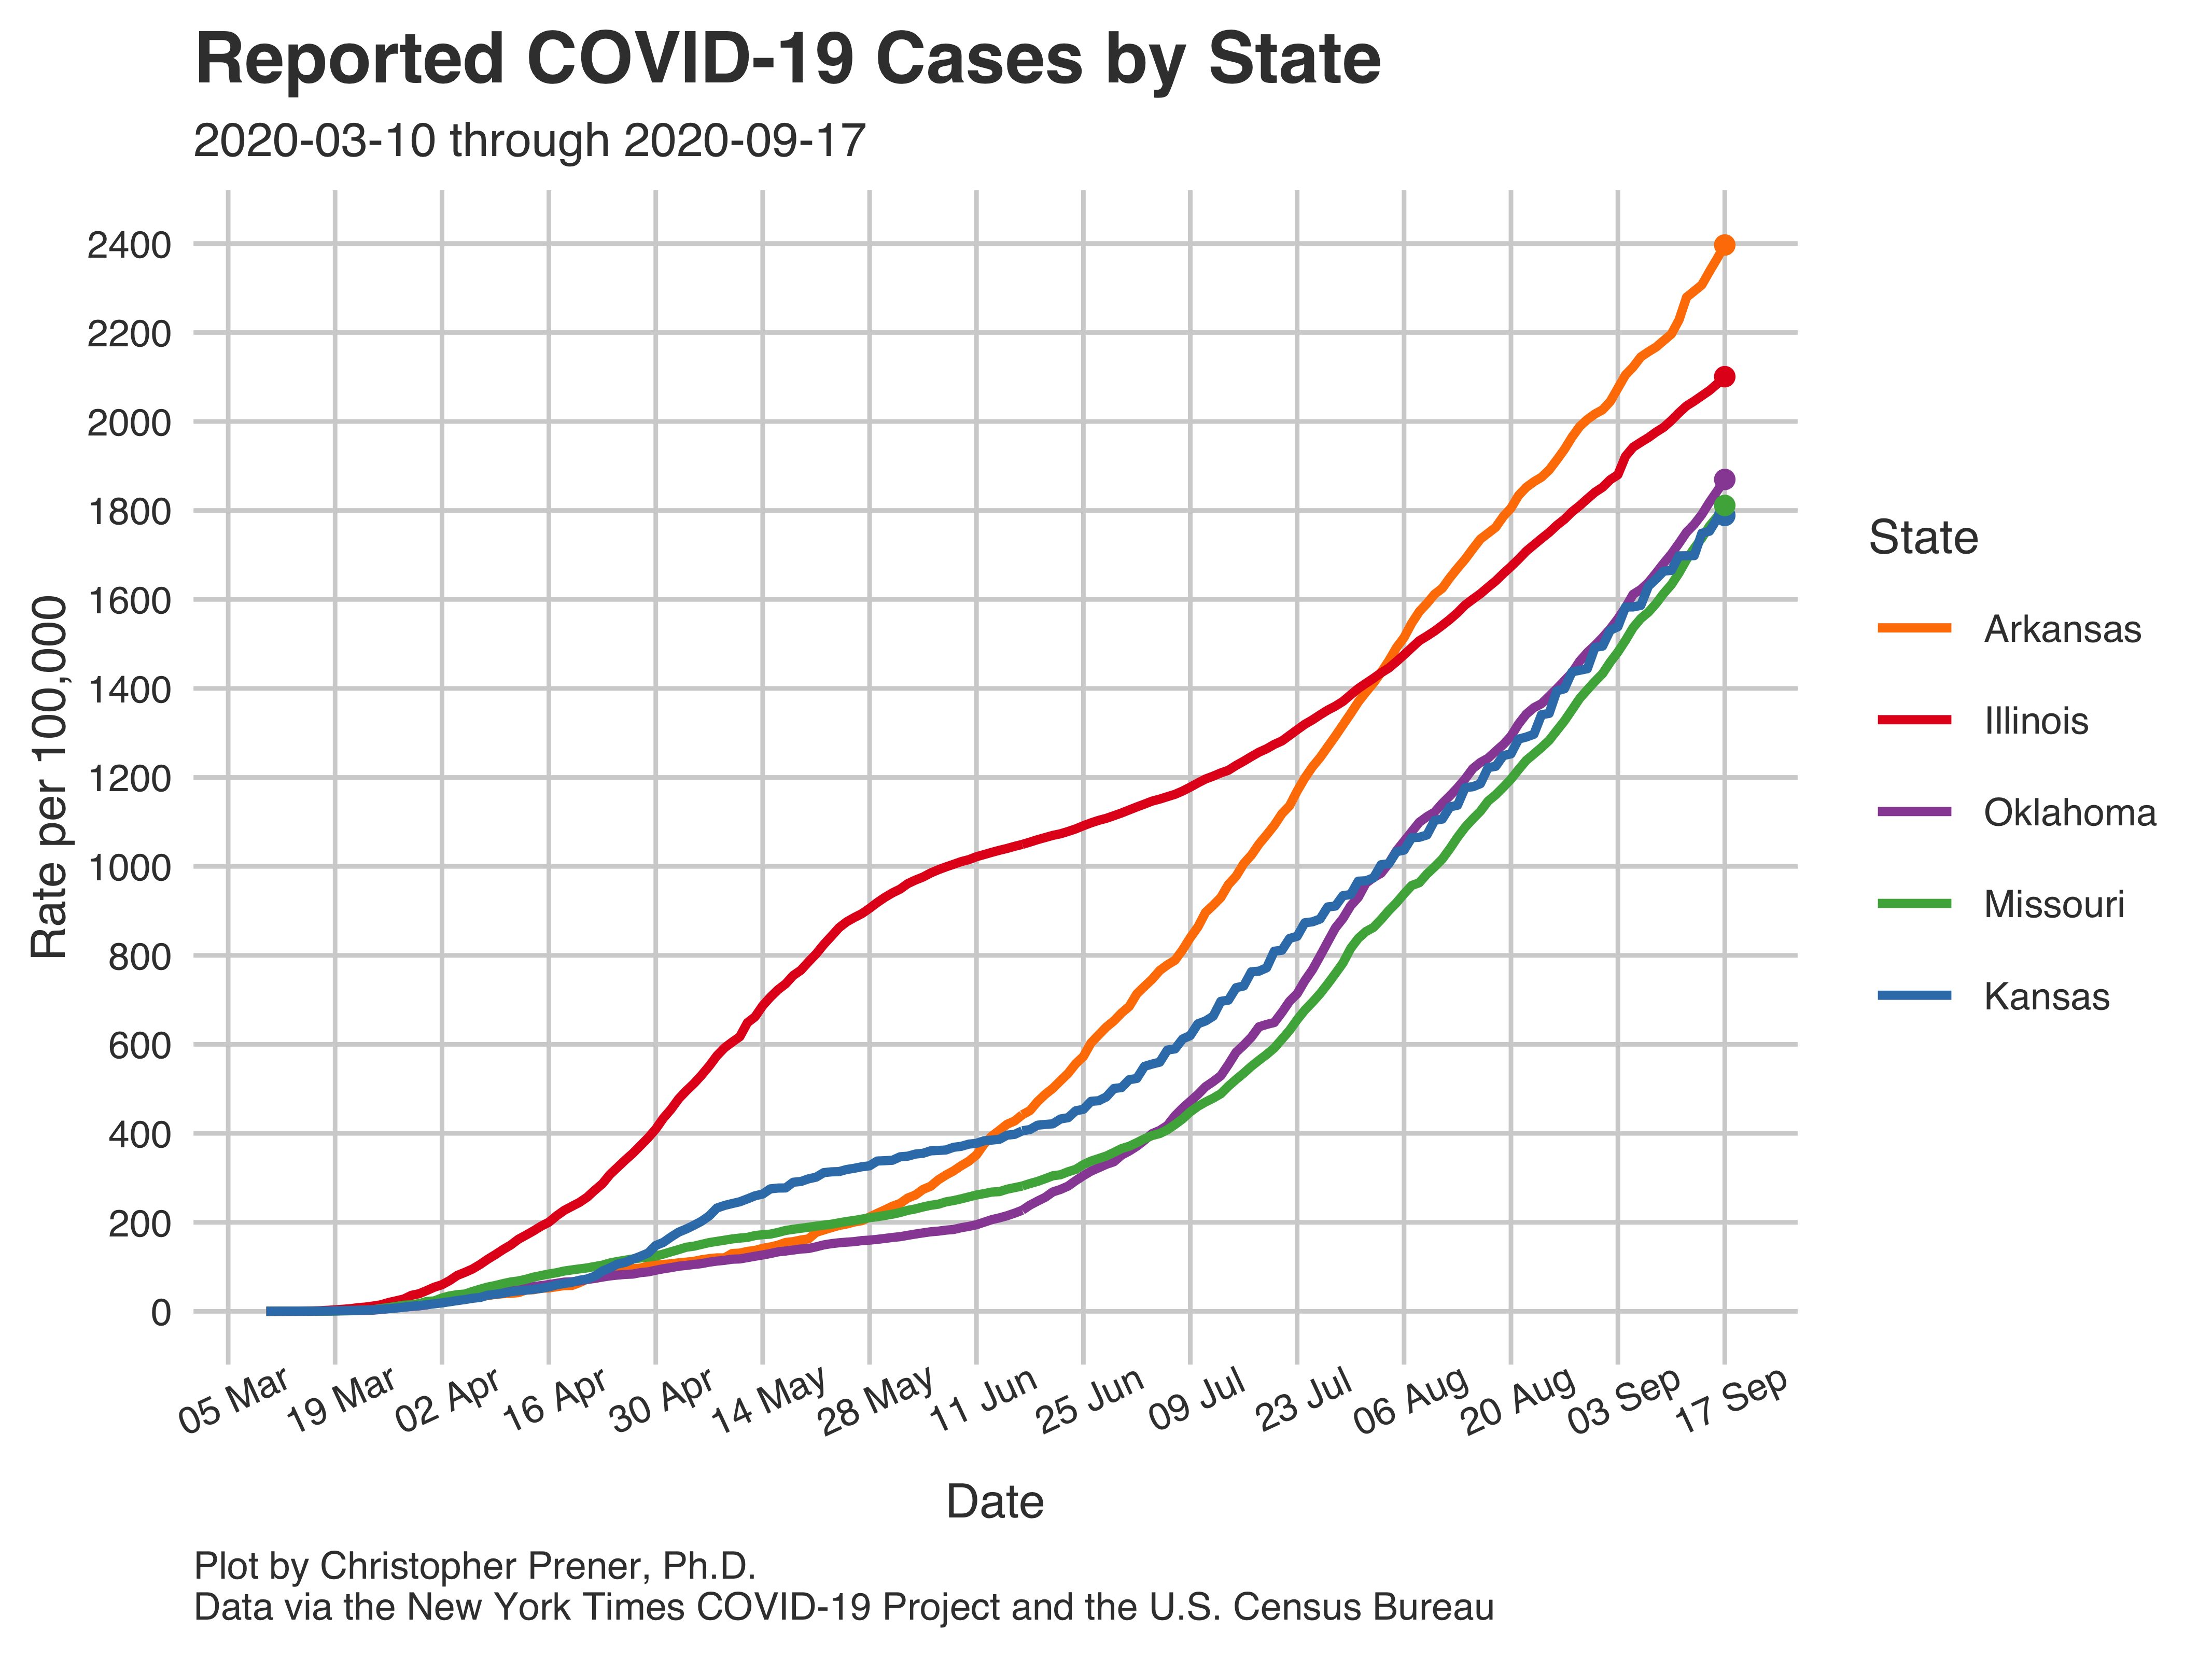 Reported COVID-19 Cases by State
2020-03-10 through 2020-09-17
2400
2200
2000
1800
1600
1400
1200
1000
800
600
400
200
0
Rate per 100,000
05 Mar
19 Mar
02 Apr
16 Apr
30 Apr
14 May
28 May
11 Jun
25 Jun
09 Jul
23 Jul
06 Aug
20 Aug
03 Sep
17 Sep
Date
State
Arkansas
Illinois
Oklahoma
Missouri
Kansas
Plot by Christopher Prener, Ph.D.
Data via the New York Times COVID-19 Project and the U.S. Census Bureau